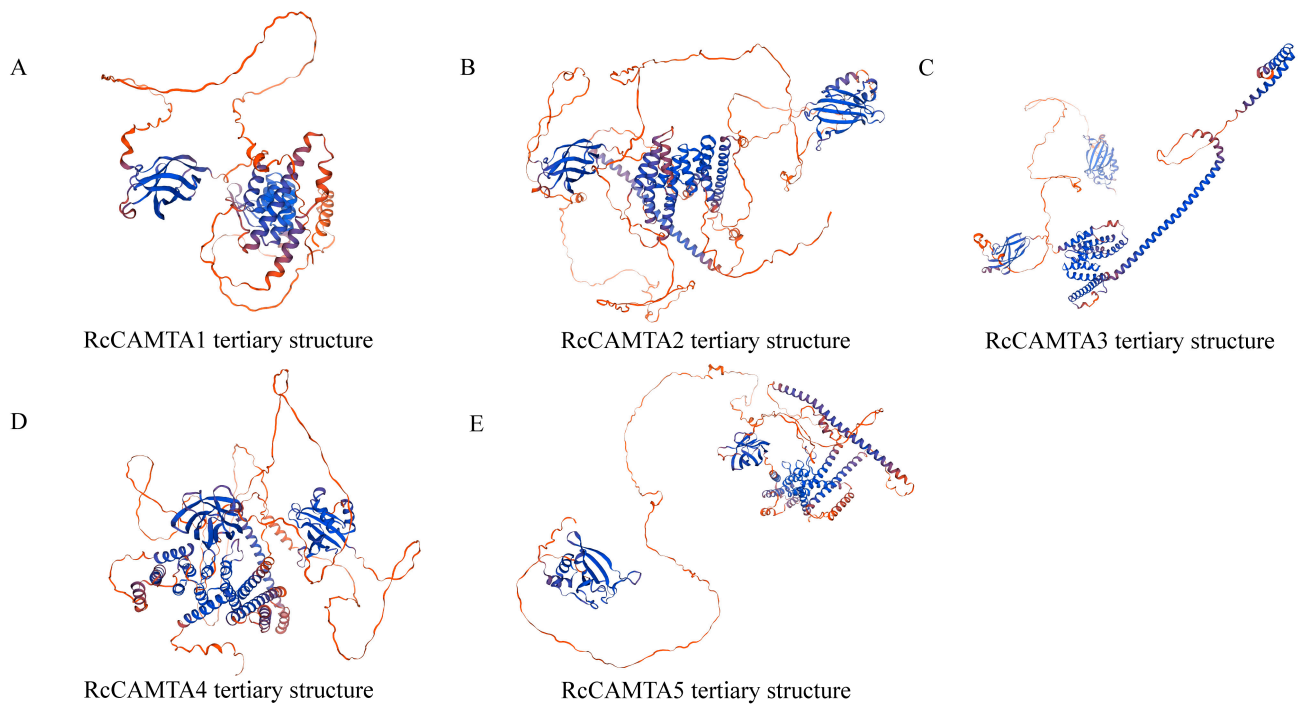 A
B
C
RcCAMTA1 tertiary structure
RcCAMTA2 tertiary structure
RcCAMTA3 tertiary structure
D
E
RcCAMTA4 tertiary structure
RcCAMTA5 tertiary structure